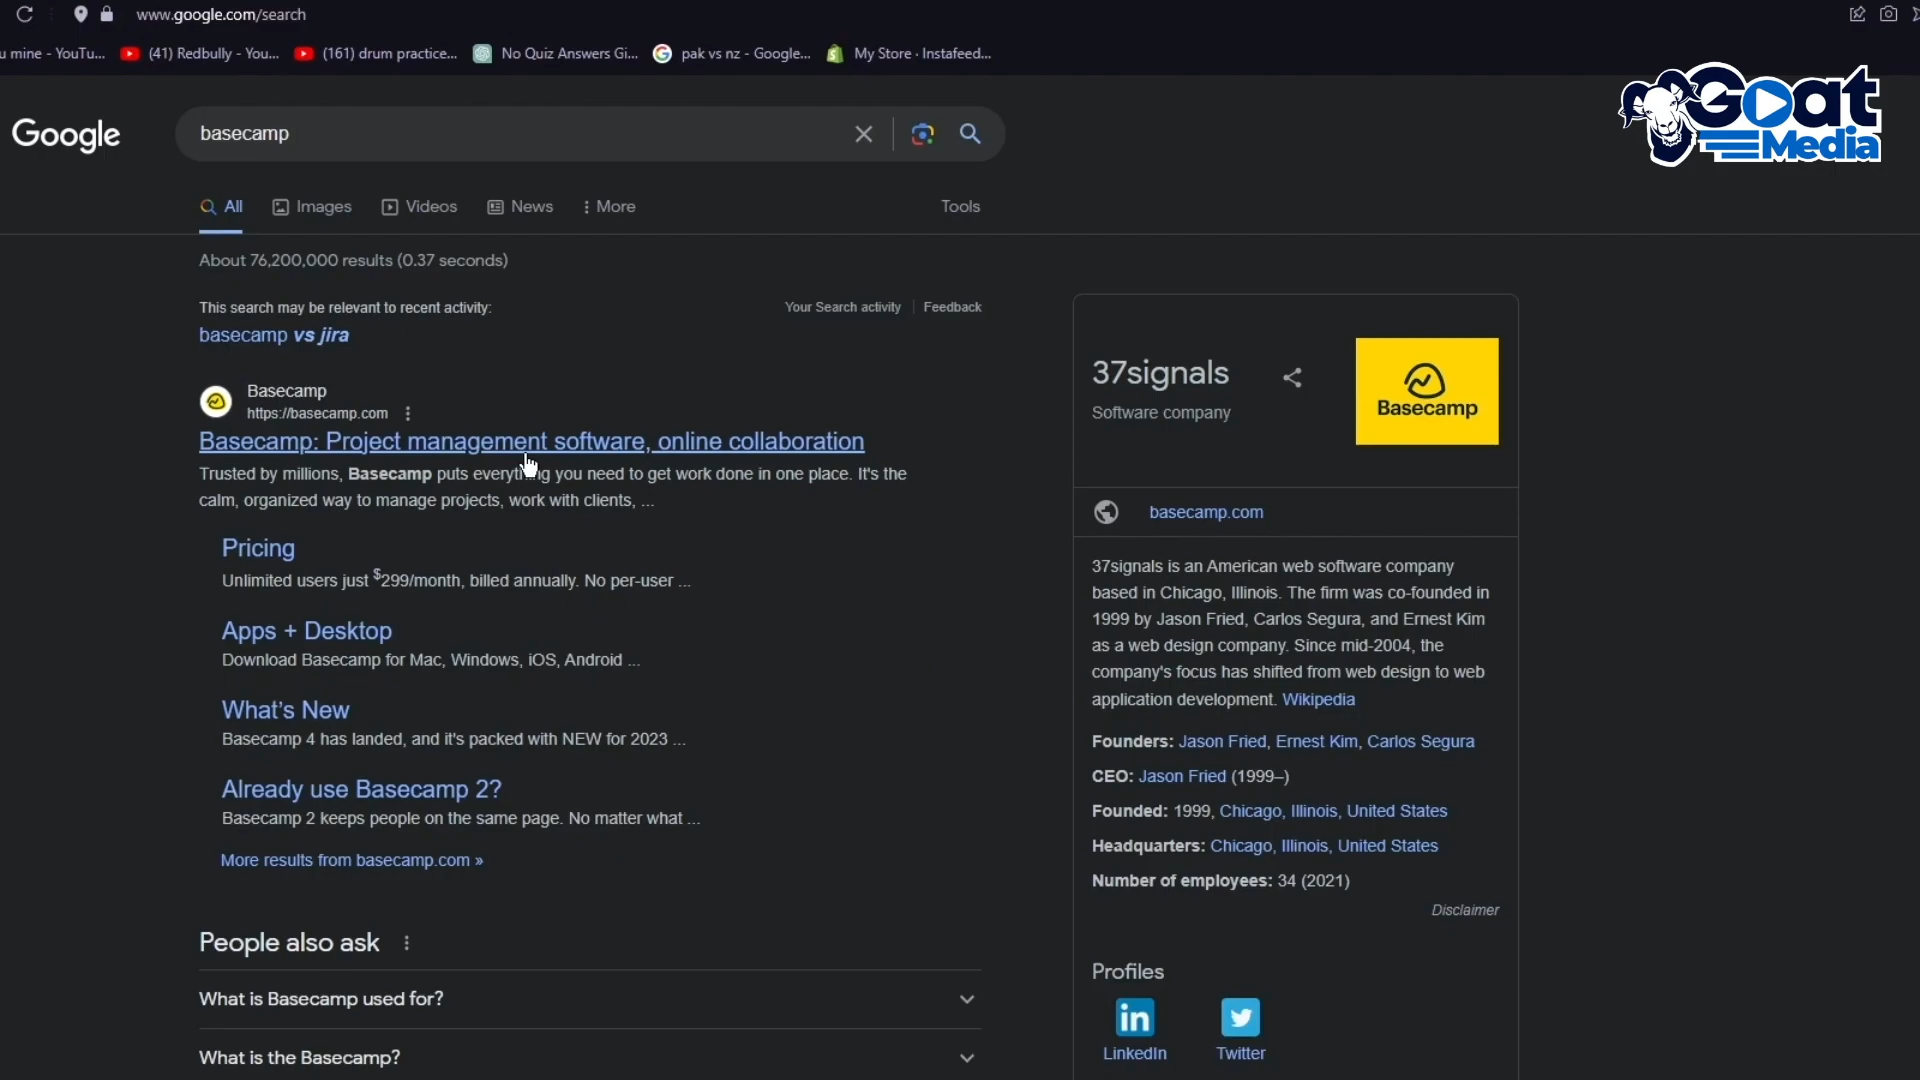 www.google.com/search
u mine - YouTu...
(41) Redbully - You...
(161) drum practice...
No Quiz Answers Gi...
pak vs nz - Google...
My Store · Instafeed...
Goat
Media
Google
basecamp
All
Images
Videos
News
More
Tools
About 76,200,000 results (0.37 seconds)
This search may be relevant to recent activity:
Your Search activity
Feedback
basecamp vs jira
Basecamp
https://basecamp.com
Basecamp: Project management software, online collaboration
Trusted by millions, Basecamp puts everything you need to get work done in one place. It's the
calm, organized way to manage projects, work with clients, ...
Pricing
Unlimited users just $299/month, billed annually. No per-user ...
Apps + Desktop
Download Basecamp for Mac, Windows, iOS, Android ...
What's New
Basecamp 4 has landed, and it's packed with NEW for 2023 ...
Already use Basecamp 2?
Basecamp 2 keeps people on the same page. No matter what ...
More results from basecamp.com »
People also ask
What is Basecamp used for?
What is the Basecamp?
37signals
Software company
Basecamp
basecamp.com
37signals is an American web software company
based in Chicago, Illinois. The firm was co-founded in
1999 by Jason Fried, Carlos Segura, and Ernest Kim
as a web design company. Since mid-2004, the
company's focus has shifted from web design to web
application development. Wikipedia
Founders: Jason Fried, Ernest Kim, Carlos Segura
CEO: Jason Fried (1999–)
Founded: 1999, Chicago, Illinois, United States
Headquarters: Chicago, Illinois, United States
Number of employees: 34 (2021)
Disclaimer
Profiles
LinkedIn
Twitter